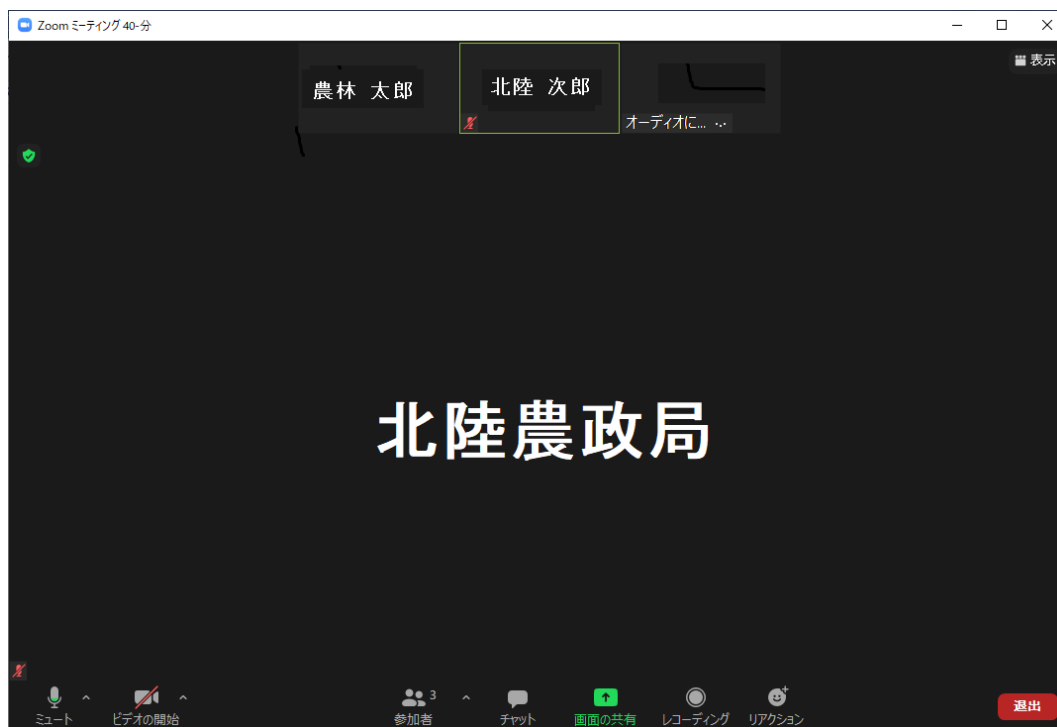 Zoom ミーティング 40-分
表示
農林 太郎
北陸 次郎
オーディオに...
北陸農政局
ミュート
ビデオの開始
参加者
3
チャット
画面の共有
レコーディング
リアクション
退出